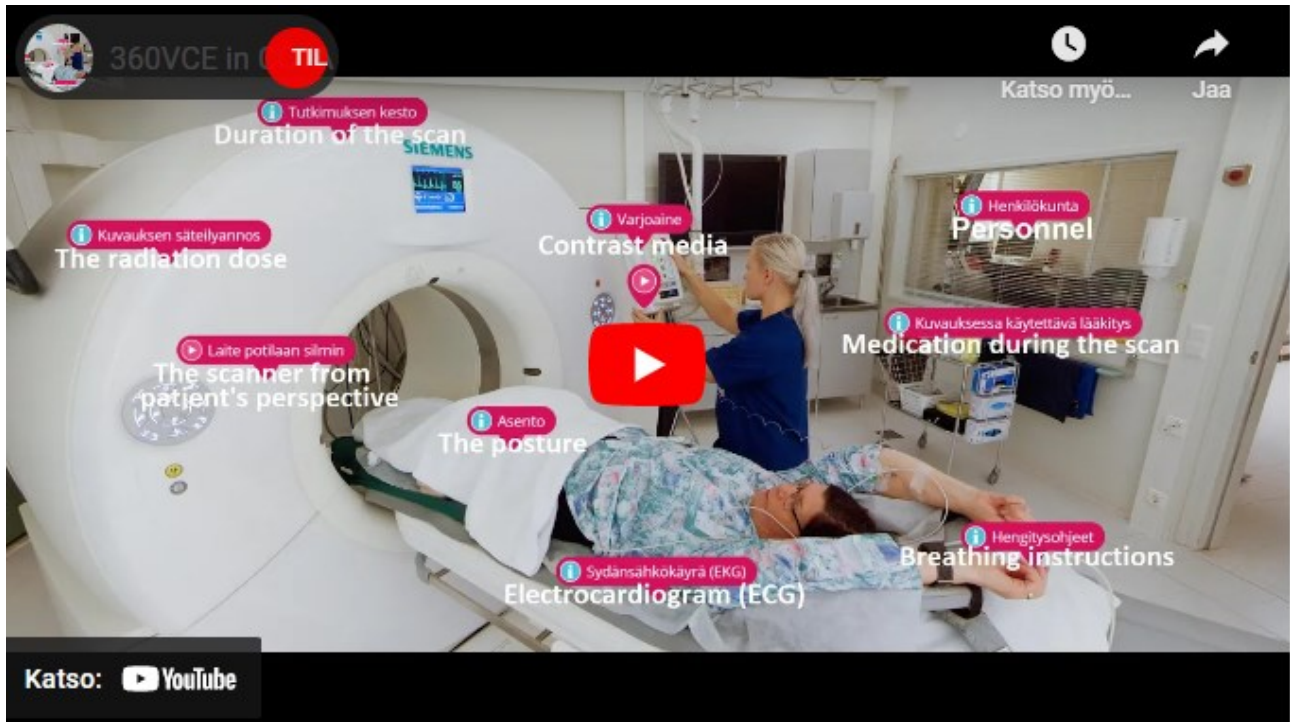 360VCE in C
TIL
Katso myö...
Jaa
Tutkimuksen kesto
Duration of the scan
SIEMENS
Kuvauksen säteilyannos
The radiation dose
Varjoaine
Contrast media
Henkilökunta
Personnel
Laite potilaan silmin
The scanner from
patient's perspective
Kuvauksessa käytettävä lääkitys
Medication during the scan
Asento
The posture
Hengitysohjeet
Breathing instructions
Sydänsähkökäyrä (EKG)
Electrocardiogram (ECG)
Katso: YouTube